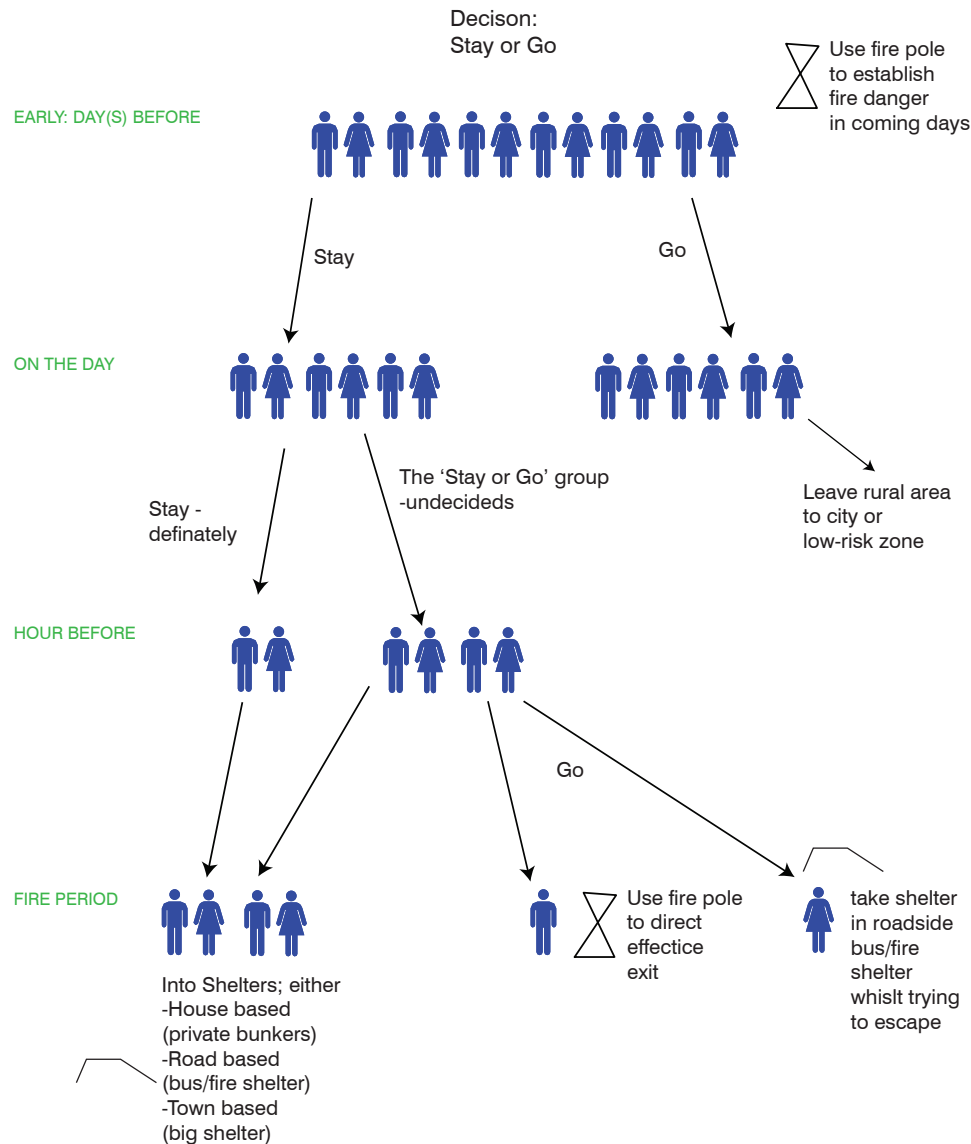 Decison:
Stay or Go
Use fire pole
to establish
fire danger
in coming days
EARLY: DAY(S) BEFORE
Stay
Go
ON THE DAY
The ‘Stay or Go’ group
-undecideds
Stay -
definately
Leave rural area
to city or
low-risk zone
HOUR BEFORE
Go
FIRE PERIOD
Into Shelters; either
-House based
(private bunkers)
-Road based
(bus/fire shelter)
-Town based
(big shelter)
Use fire pole
to direct
effectice
exit
take shelter
in roadside
bus/fire
shelter
whislt trying
to escape